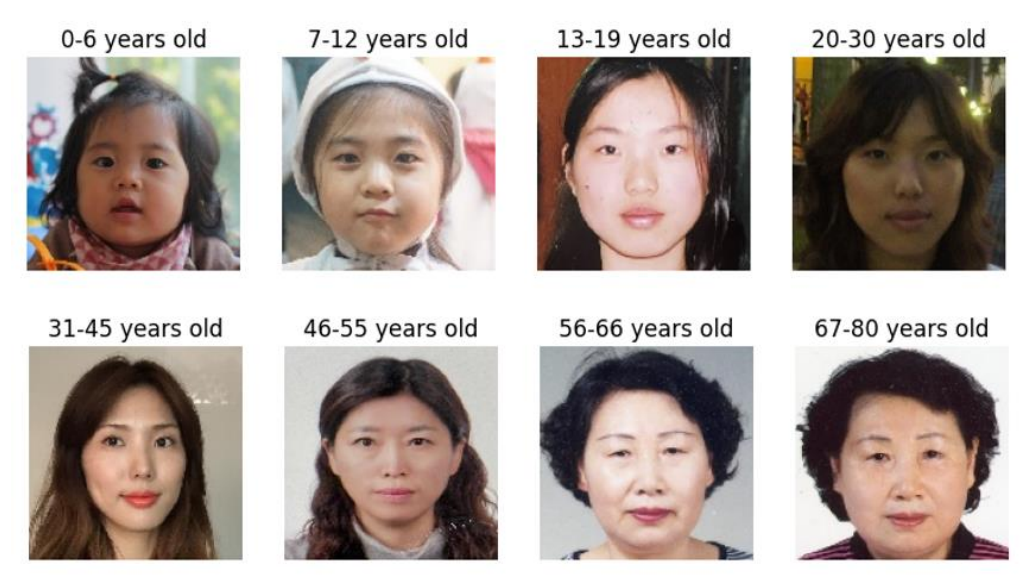 0-6 years old
7-12 years old
13-19 years old
20-30 years old
31-45 years old
46-55 years old
56-66 years old
67-80 years old